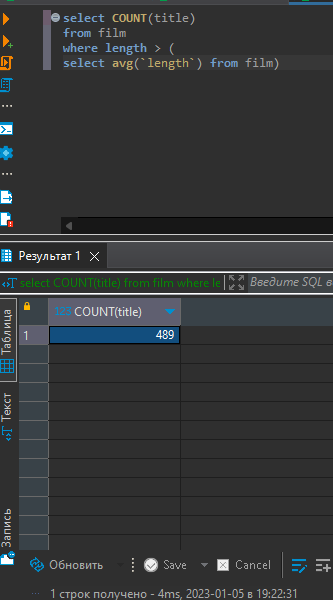 select COUNT(title)
from film
where length > (
select avg(`length`) from film)
Результат 1
select COUNT(title) from film where le
Введите SQL в
Таблица
Текст
Запись
123 COUNT(title)
1
489
Обновить
Save
Cancel
1 строк получено - 4ms, 2023-01-05 в 19:22:31